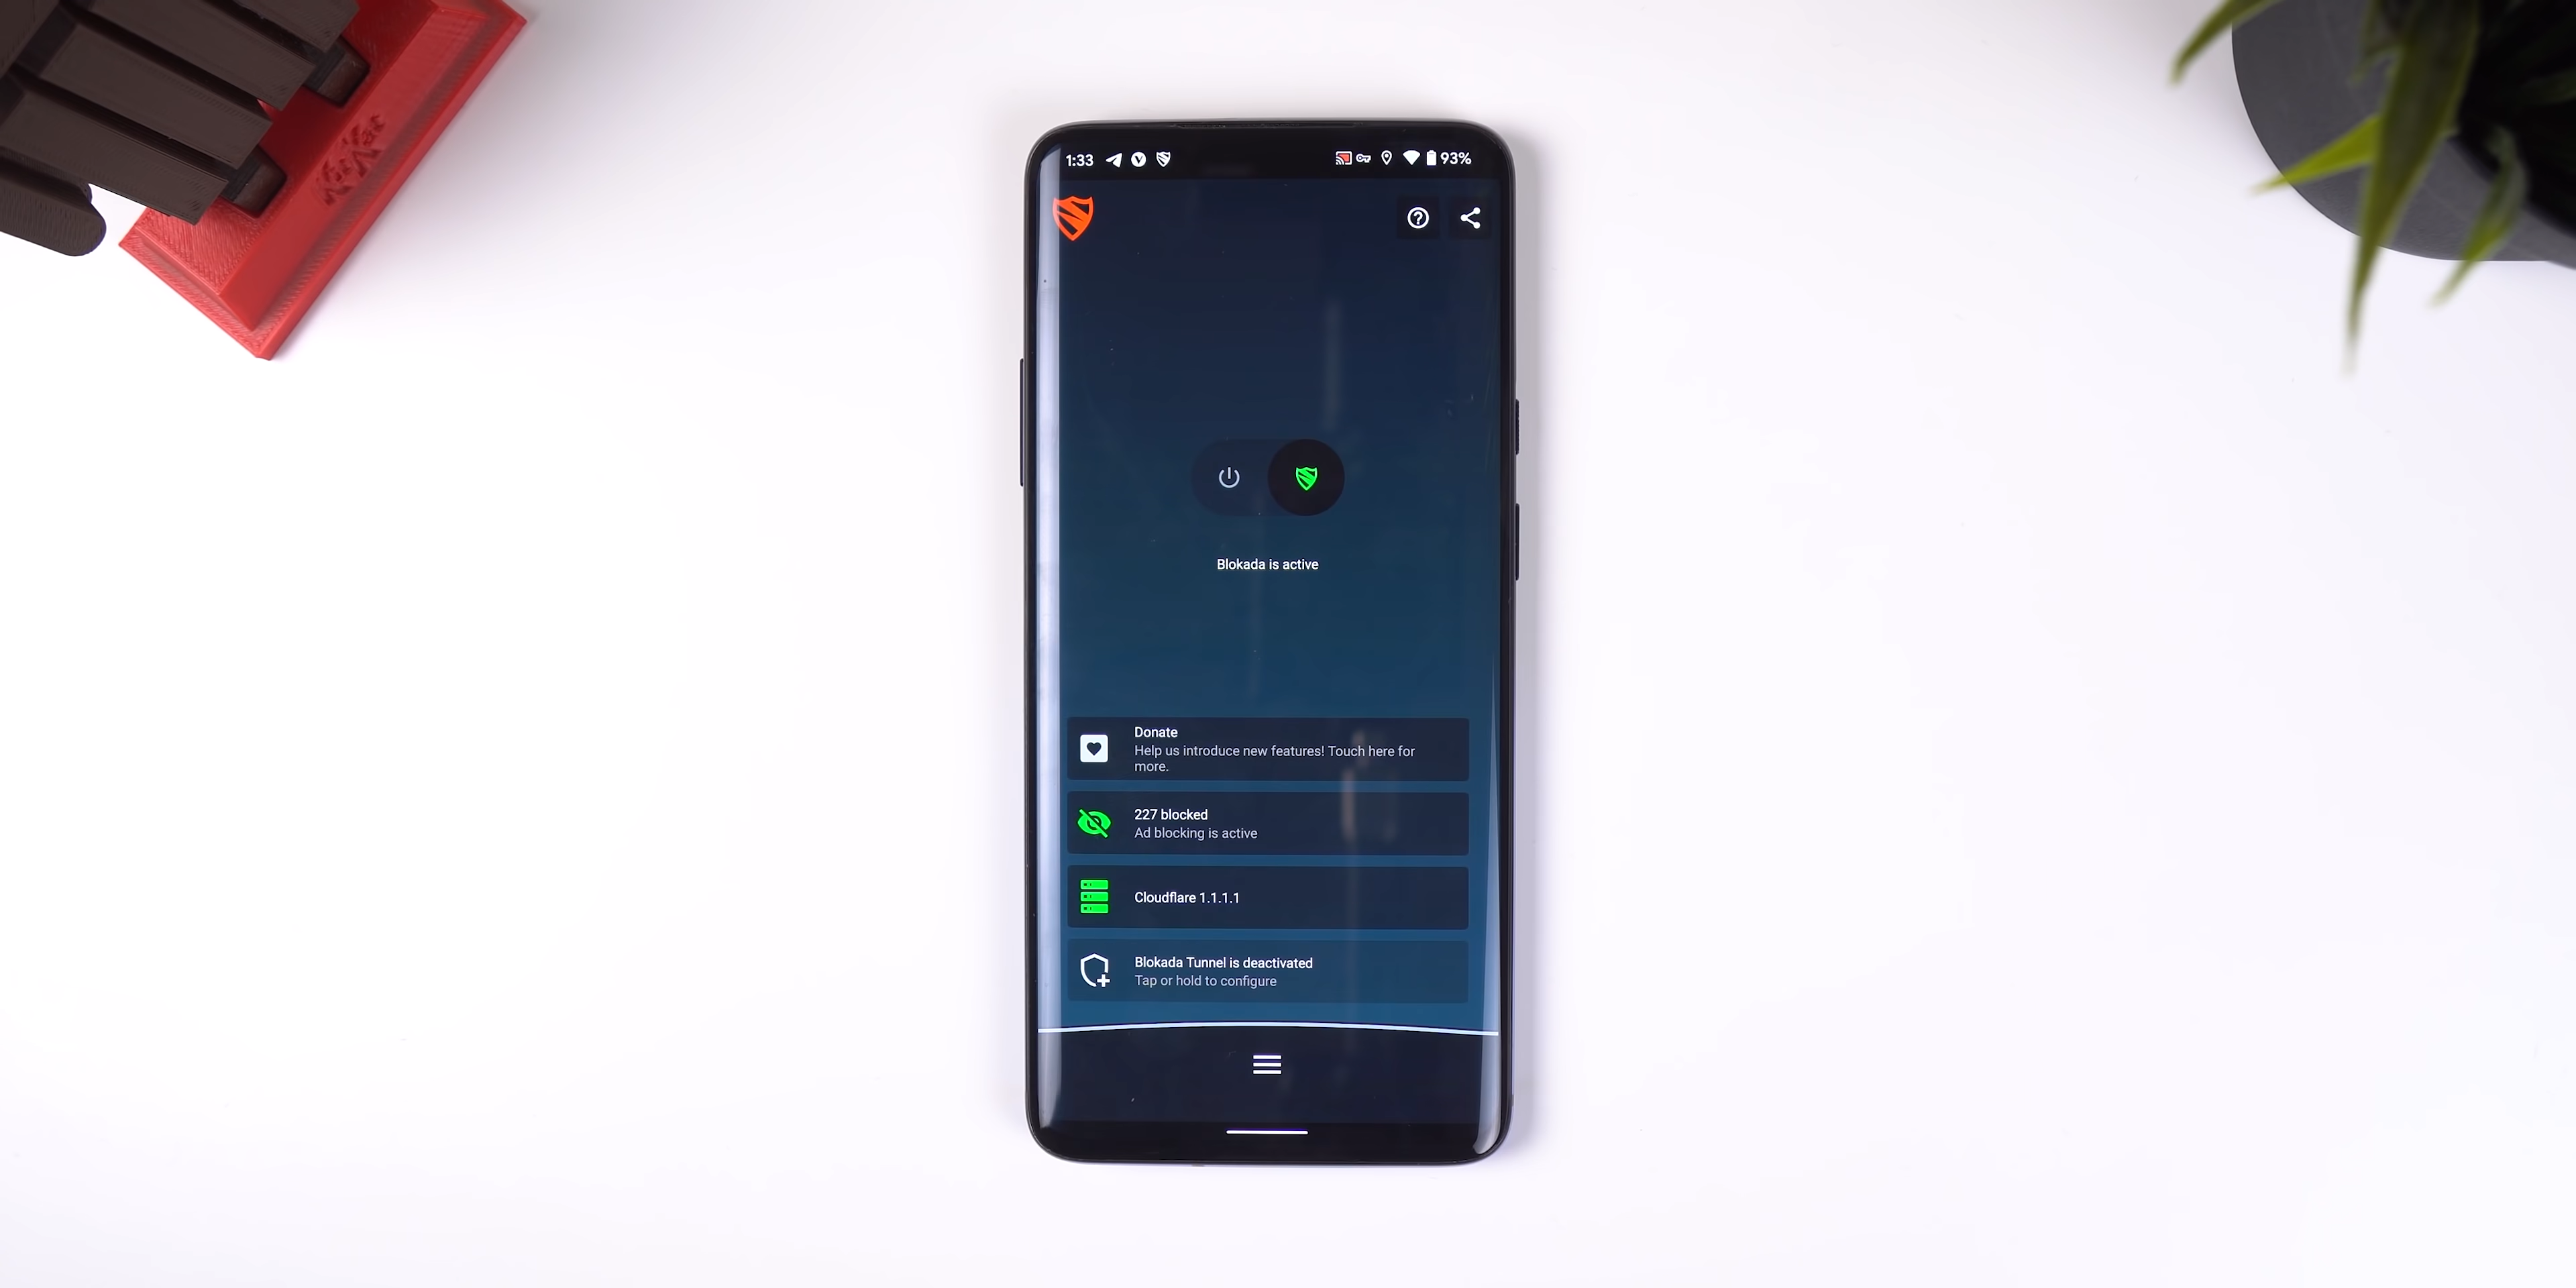 1:33
93%
Blokada is active
Donate
Help us introduce new features! Touch here for
more.
227 blocked
Ad blocking is active
Cloudflare 1.1.1.1
Blokada Tunnel is deactivated
Tap or hold to configure